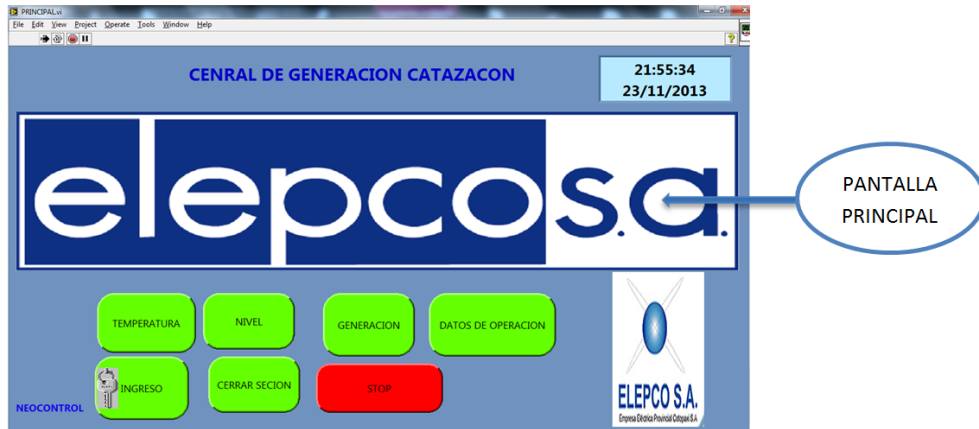 PRINCIPAL.vi
File Edit View Project Operate Tools Window Help
CENRAL DE GENERACION CATAZACON
21:55:34
23/11/2013
elepcos.a.
PANTALLA
PRINCIPAL
TEMPERATURA
NIVEL
GENERACION
DATOS DE OPERACION
INGRESO
CERRAR SECION
STOP
NEOCONTROL
ELEPCO S.A.
Empresa Eléctrica Provincial Cotopaxi S.A